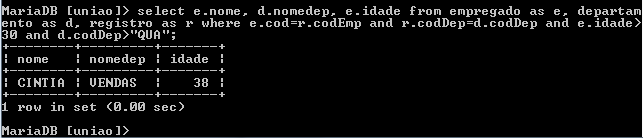 MariaDB [uniao]> select e.nome, d.nomedep, e.idade from empregado as e, departam
ento as d, registro as r where e.cod=r.codEmp and r.codDep=d.codDep and e.idade>
30 and d.codDep>"QUA";
+--------+---------+-------+
| nome   | nomedep | idade |
+--------+---------+-------+
| CINTIA | VENDAS  |    38 |
+--------+---------+-------+
1 row in set (0.00 sec)
MariaDB [uniao]>